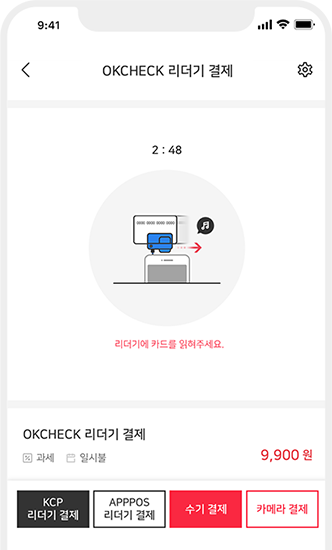 9:41
OKCHECK 리더기 결제
2 : 48
리더기에 카드를 읽혀주세요.
OKCHECK 리더기 결제
과세 일시불
9,900 원
KCP
리더기 결제
APPPOS
리더기 결제
수기 결제
카메라 결제